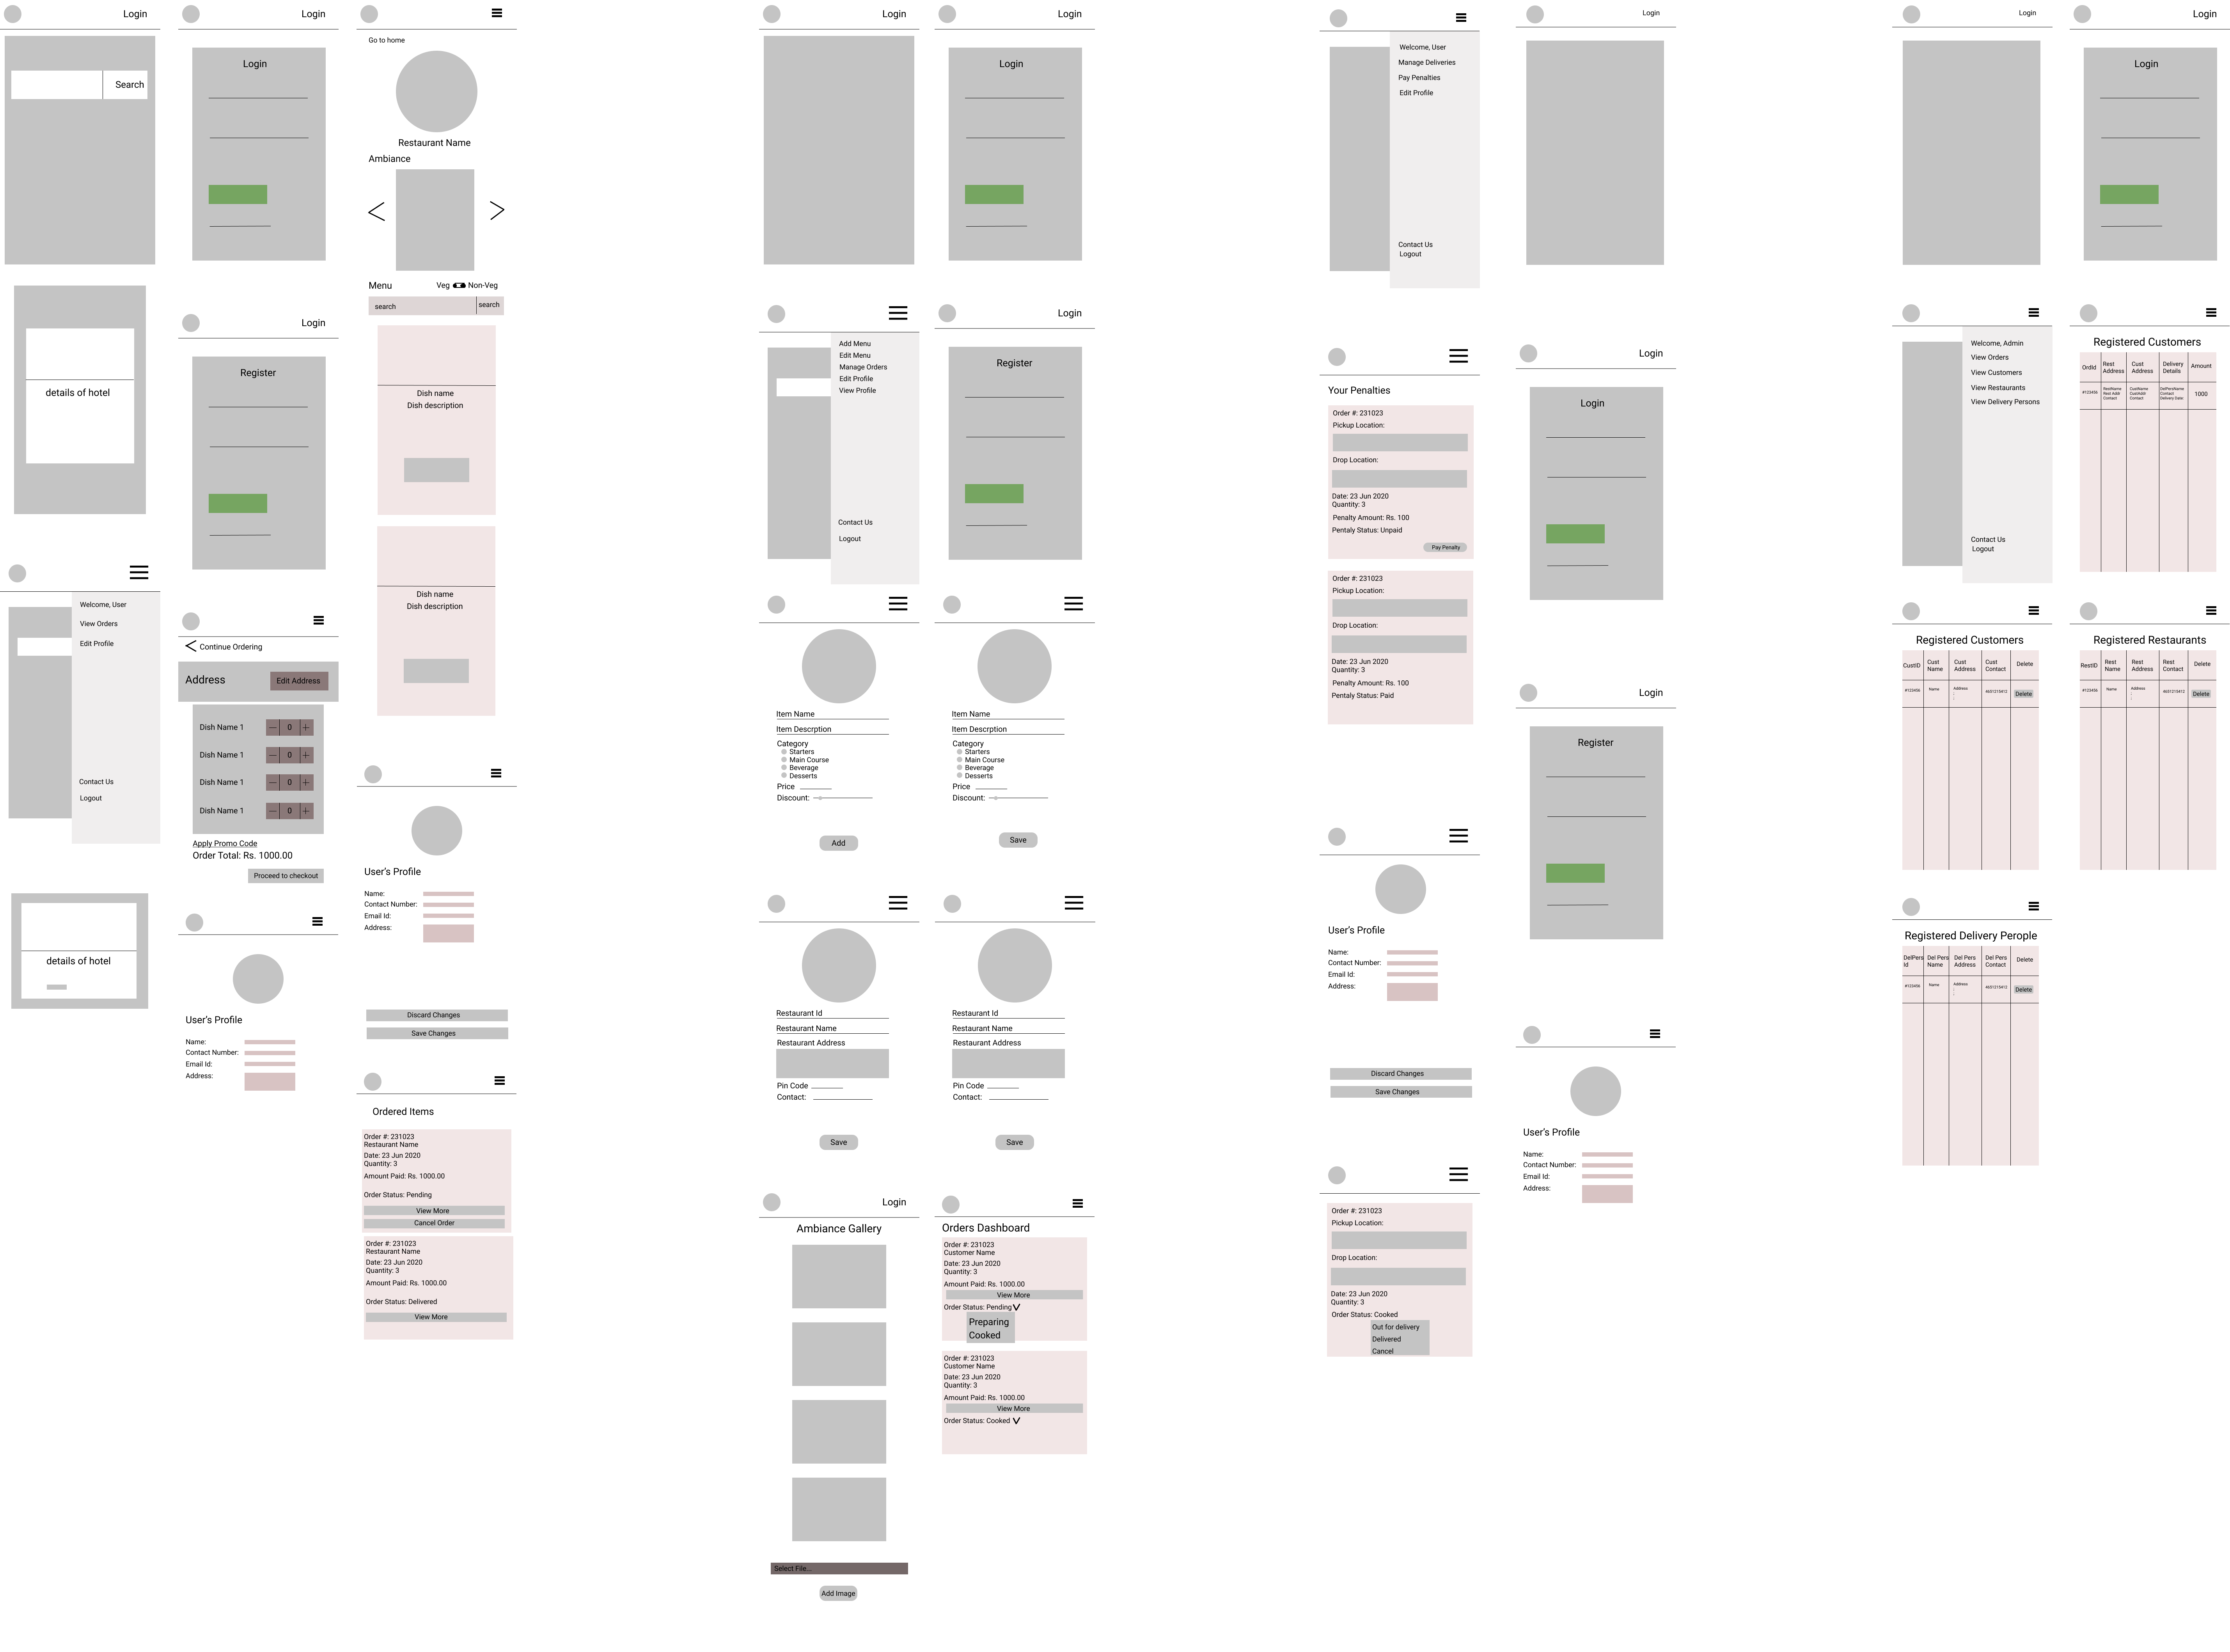 Login
Search
details of hotel
Welcome, User
View Orders
Edit Profile
Contact Us
Logout
details of hotel
Login
Login
Login
Register
Continue Ordering
Address
Edit Address
Dish Name 1
0
Dish Name 1
0
Dish Name 1
0
Dish Name 1
0
Apply Promo Code
Order Total: Rs. 1000.00
Proceed to checkout
User's Profile
Name:
Contact Number:
Email Id:
Address:
Go to home
Restaurant Name
Ambiance
Menu
Veg Non-Veg
search search
Dish name
Dish description
Dish name
Dish description
User's Profile
Name:
Contact Number:
Email Id:
Address:
Discard Changes
Save Changes
Ordered Items
Order #: 231023
Restaurant Name
Date: 23 Jun 2020
Quantity: 3
Amount Paid: Rs. 1000.00
Order Status: Pending
View More
Cancel Order
Order #: 231023
Restaurant Name
Date: 23 Jun 2020
Quantity: 3
Amount Paid: Rs. 1000.00
Order Status: Delivered
View More
Login
Add Menu
Edit Menu
Manage Orders
Edit Profile
View Profile
Contact Us
Logout
Item Name
Item Descrption
Category
Starters
Main Course
Beverage
Desserts
Price
Discount:
Add
Restaurant Id
Restaurant Name
Restaurant Address
Pin Code
Contact:
Save
Login
Ambiance Gallery
Select File...
Add Image
Login
Login
Login
Register
Item Name
Item Descrption
Category
Starters
Main Course
Beverage
Desserts
Price
Discount:
Save
Restaurant Id
Restaurant Name
Restaurant Address
Pin Code
Contact:
Save
Orders Dashboard
Order #: 231023
Customer Name
Date: 23 Jun 2020
Quantity: 3
Amount Paid: Rs. 1000.00
View More
Order Status: Pending
Preparing
Cooked
Order #: 231023
Customer Name
Date: 23 Jun 2020
Quantity: 3
Amount Paid: Rs. 1000.00
View More
Order Status: Cooked
Welcome, User
Manage Deliveries
Pay Penalties
Edit Profile
Contact Us
Logout
Your Penalties
Order #: 231023
Pickup Location:
Drop Location:
Date: 23 Jun 2020
Quantity: 3
Penalty Amount: Rs. 100
Pentaly Status: Unpaid
Pay Penalty
Order #: 231023
Pickup Location:
Drop Location:
Date: 23 Jun 2020
Quantity: 3
Penalty Amount: Rs. 100
Pentaly Status: Paid
User's Profile
Name:
Contact Number:
Email Id:
Address:
Discard Changes
Save Changes
Order #: 231023
Pickup Location:
Drop Location:
Date: 23 Jun 2020
Quantity: 3
Order Status: Cooked
Out for delivery
Delivered
Cancel
Login
Login
Login
Login
Register
User's Profile
Name:
Contact Number:
Email Id:
Address:
Login
Welcome, Admin
View Orders
View Customers
View Restaurants
View Delivery Persons
Contact Us
Logout
Registered Customers
CustID
Cust Name
Cust Address
Cust Contact
Delete
#123456
Name
Address
4651215412
Delete
Registered Delivery Perople
DelPers Id
Del Pers Name
Del Pers Address
Del Pers Contact
Delete
#123456
Name
Address
4651215412
Delete
Login
Login
Registered Customers
OrdId
Rest Address
Cust Address
Delivery Details
Amount
#123456
RestName
Rest Addr
Contact
CustName
CustAddr
Contact
DelPersName
Contact
Delivery Date:
1000
Registered Restaurants
RestID
Rest Name
Rest Address
Rest Contact
Delete
#123456
Name
Address
4651215412
Delete